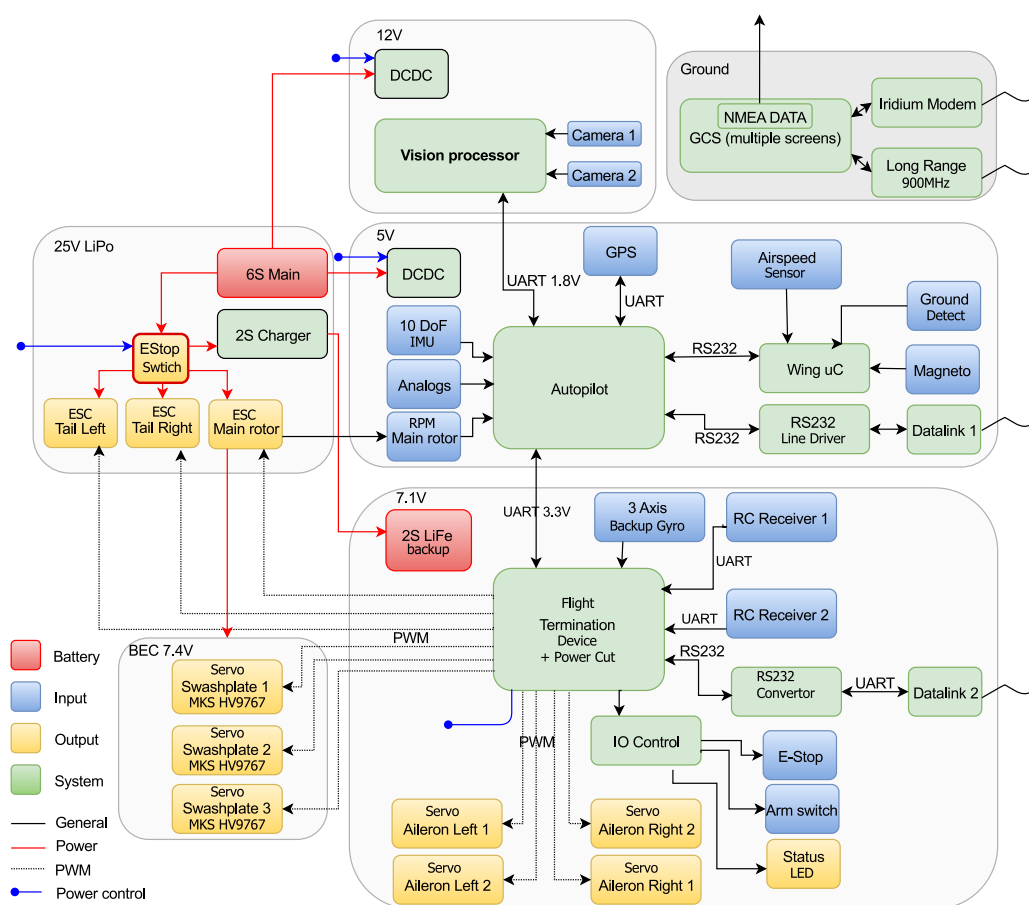 12V
DCDC
Vision processor
Camera 1
Camera 2
Ground
NMEA DATA
GCS (multiple screens)
Iridium Modem
Long Range
900MHz
25V LiPo
6S Main
2S Charger
EStop
Swtich
ESC
Tail Left
ESC
Tail Right
ESC
Main rotor
5V
DCDC
UART 1.8V
GPS
UART
10 DoF
IMU
Analogs
RPM
Main rotor
Autopilot
Airspeed
Sensor
Ground
Detect
RS232
Wing uC
Magneto
RS232
RS232
Line Driver
Datalink 1
7.1V
2S LiFe
backup
UART 3.3V
3 Axis
Backup Gyro
RC Receiver 1
UART
Flight
Termination
Device
+ Power Cut
UART
RC Receiver 2
RS232
RS232
Convertor
UART
Datalink 2
PWM
PWM
IO Control
E-Stop
Arm switch
Status
LED
Servo
Aileron Left 1
Servo
Aileron Right 2
Servo
Aileron Left 2
Servo
Aileron Right 1
BEC 7.4V
Servo
Swashplate 1
MKS HV9767
Servo
Swashplate 2
MKS HV9767
Servo
Swashplate 3
MKS HV9767
Battery
Input
Output
System
General
Power
PWM
Power control